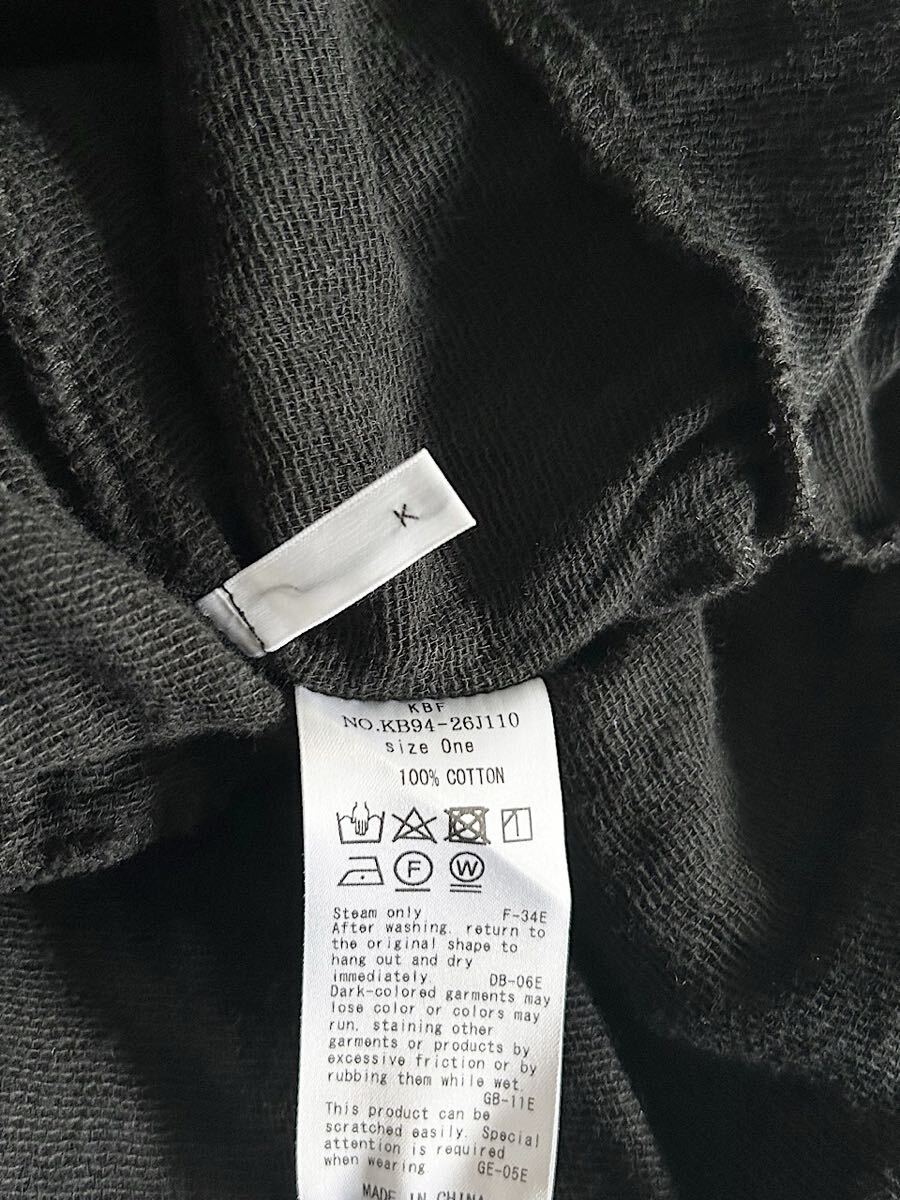 K
KBF
NO.KB94-26J110
size One
100% COTTON
F W
Steam only F-34E
After washing, return to
the original shape to
hang out and dry
immediately. DB-06E
Dark-colored garments may
lose color or colors may
run, staining other
garments or products by
excessive friction or by
rubbing them while wet.
GB-11E
This product can be
scratched easily. Special
attention is required
when wearing. GE-05E
MADE IN CHINA